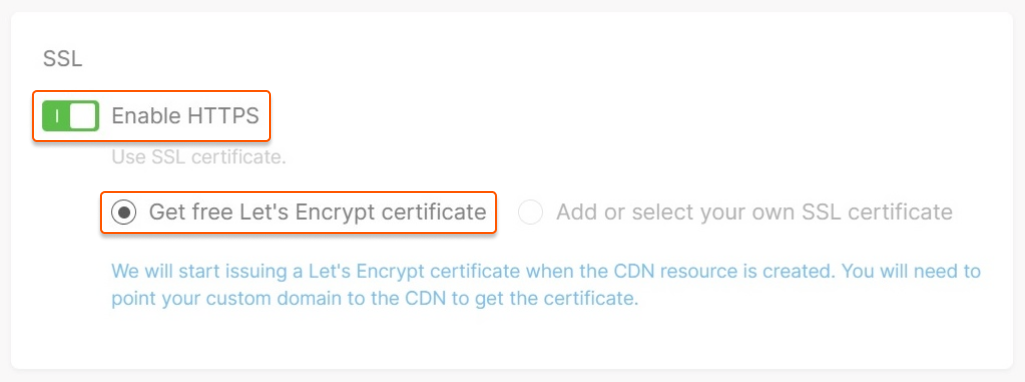 SSL
Enable HTTPS
Use SSL certificate.
Get free Let's Encrypt certificate Add or select your own SSL certificate
We will start issuing a Let's Encrypt certificate when the CDN resource is created. You will need to
point your custom domain to the CDN to get the certificate.